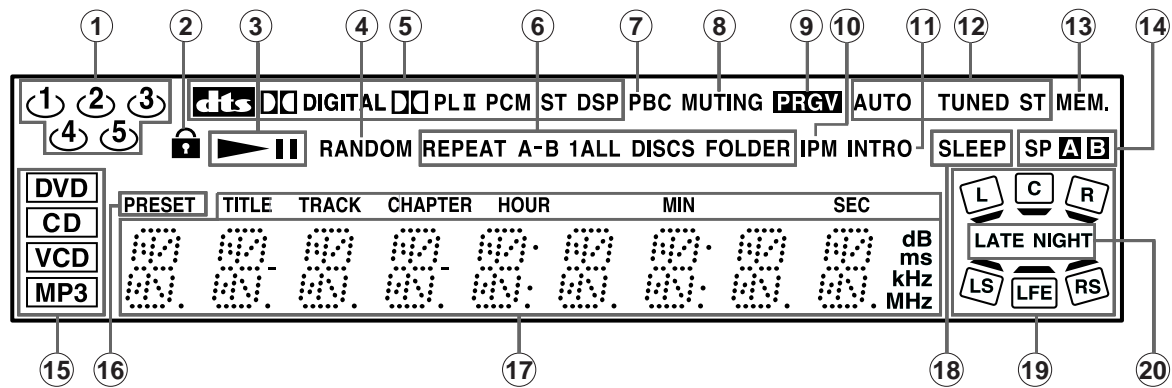 1 2 3 4 5 6 7 8 9 10 11 12 13 14
1 2 3 dts DIGITAL PL II PCM ST DSP PBC MUTING PRGV AUTO TUNED ST MEM.
4 5 RANDOM REPEAT A-B 1ALL DISCS FOLDER IPM INTRO SLEEP SP A B
DVD PRESET TITLE TRACK CHAPTER HOUR MIN SEC L C R
CD
VCD dB LATE NIGHT
ms
MP3 kHz LS LFE RS
MHz
15 16 17 18 19 20